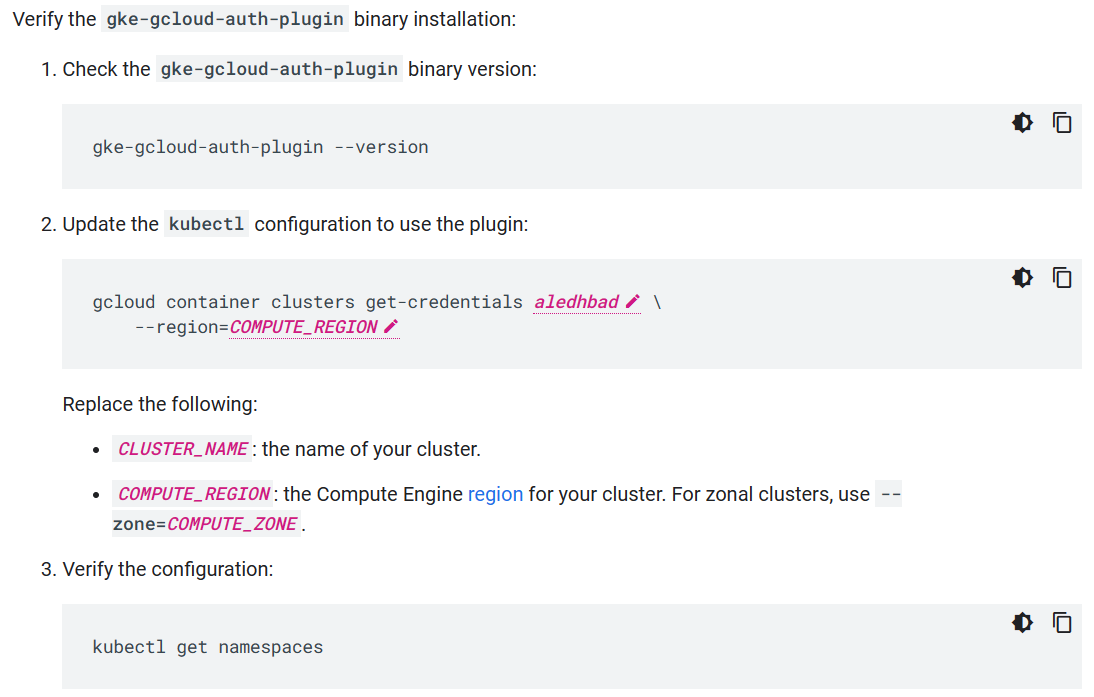 Verify the gke-gcloud-auth-plugin binary installation:
1. Check the gke-gcloud-auth-plugin binary version:
gke-gcloud-auth-plugin --version
2. Update the kubectl configuration to use the plugin:
gcloud container clusters get-credentials aledhbad \
--region=COMPUTE_REGION
Replace the following:
• CLUSTER_NAME: the name of your cluster.
• COMPUTE_REGION: the Compute Engine region for your cluster. For zonal clusters, use --
zone=COMPUTE_ZONE.
3. Verify the configuration:
kubectl get namespaces